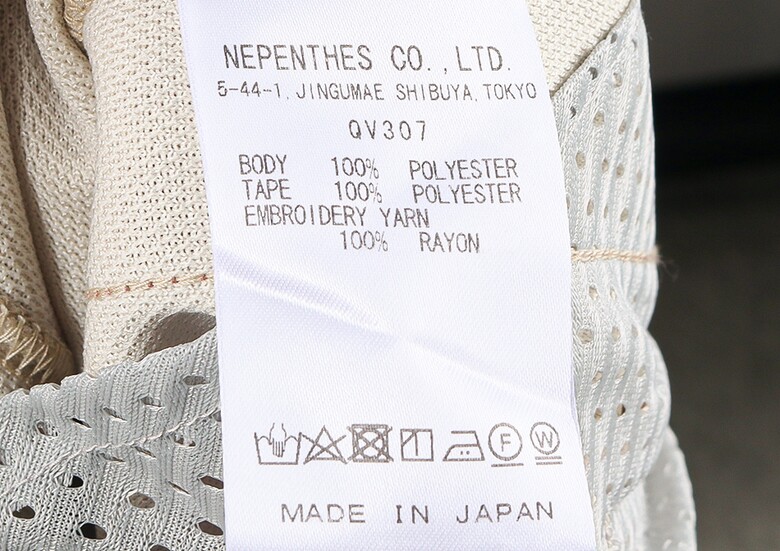 NEPENTHES CO.,LTD.
5-44-1, JINGUMAE SHIBUYA, TOKYO
QV307
BODY 100% POLYESTER
TAPE 100% POLYESTER
EMBROIDERY YARN
100% RAYON
F W
MADE IN JAPAN